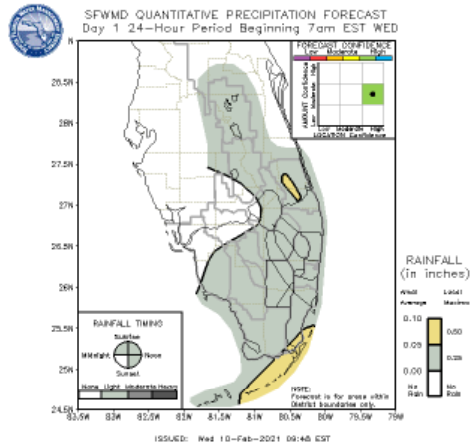 SFWMD QUANTITATIVE PRECIPITATION FORECAST
Day 1 24-Hour Period Beginning 7am EST WED
FORECAST CONFIDENCE
Low Moderate High
AMOUNT Confidence
Low Moderate High
Low Moderate High
LOCATION Confidence
N
28.5N
28N
27.5N
27N
26.5N
26N
25.5N
25N
24.5N
83.5W 83W 82.5W 82W 81.5W 81W 80.5W 80W 79.5W 79W
RAINFALL TIMING
Sunrise
Midnight Noon
Sunset
None Light Moderate Heavy
NOTE:
Forecast is for areas within
District boundaries only.
RAINFALL
(in inches)
Areal Local
Average Maxima
0.10 0.50
0.05 0.25
No Rain No Rain
ISSUED: Wed 10-Feb-2021 09:48 EST